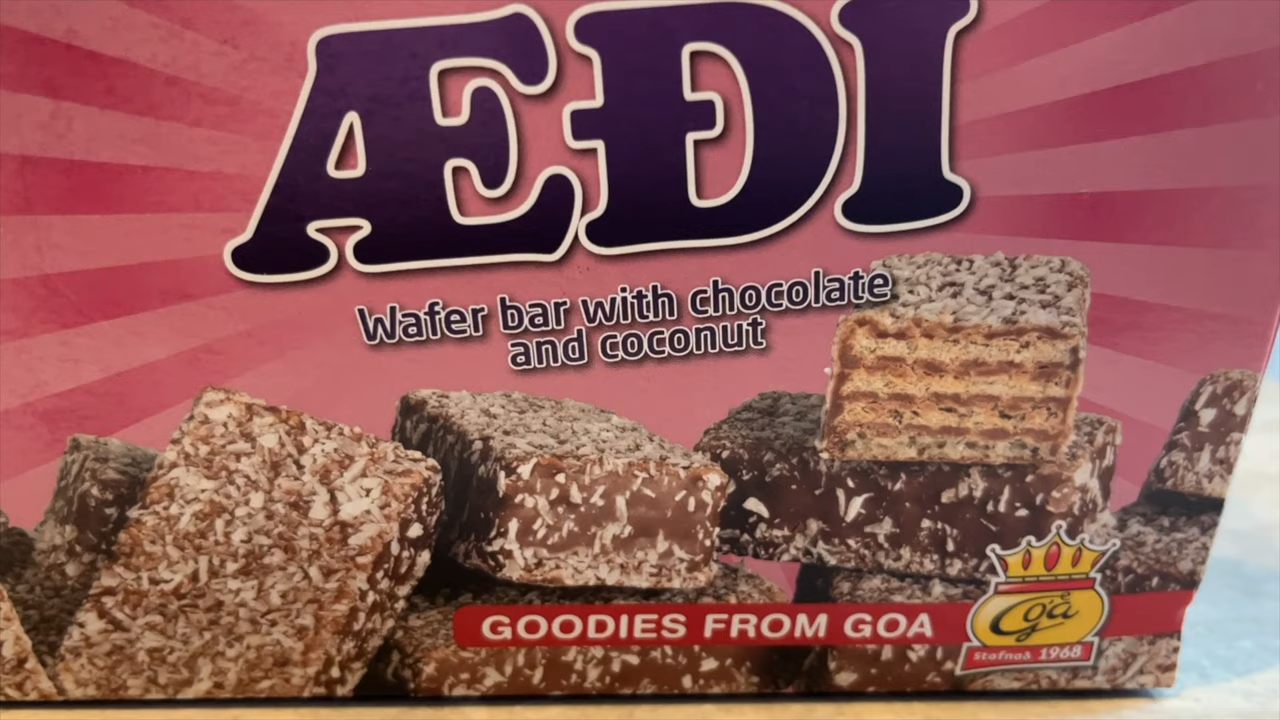 ÆÐI
Wafer bar with chocolate
and coconut
GOODIES FROM GOA
Góa
Stofnað 1968